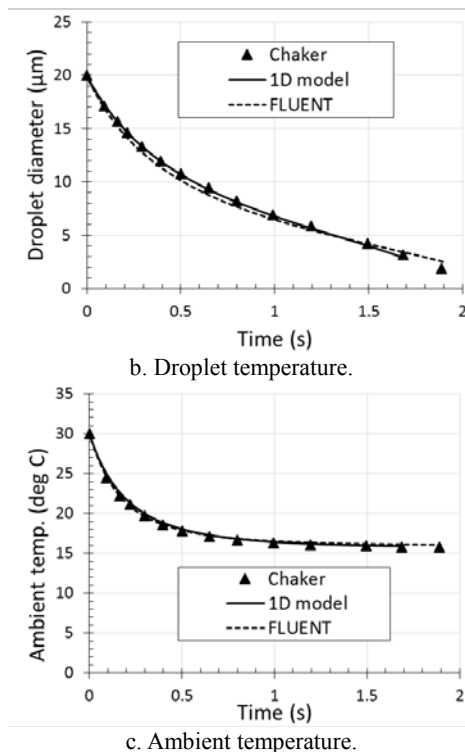 25
20
15
10
5
0
Droplet diameter (μm)
Chaker
1D model
FLUENT
0 0.5 1 1.5 2
Time (s)
b. Droplet temperature.
35
30
25
20
15
10
5
0
Ambient temp. (deg C)
Chaker
1D model
FLUENT
0 0.5 1 1.5 2
Time (s)
c. Ambient temperature.